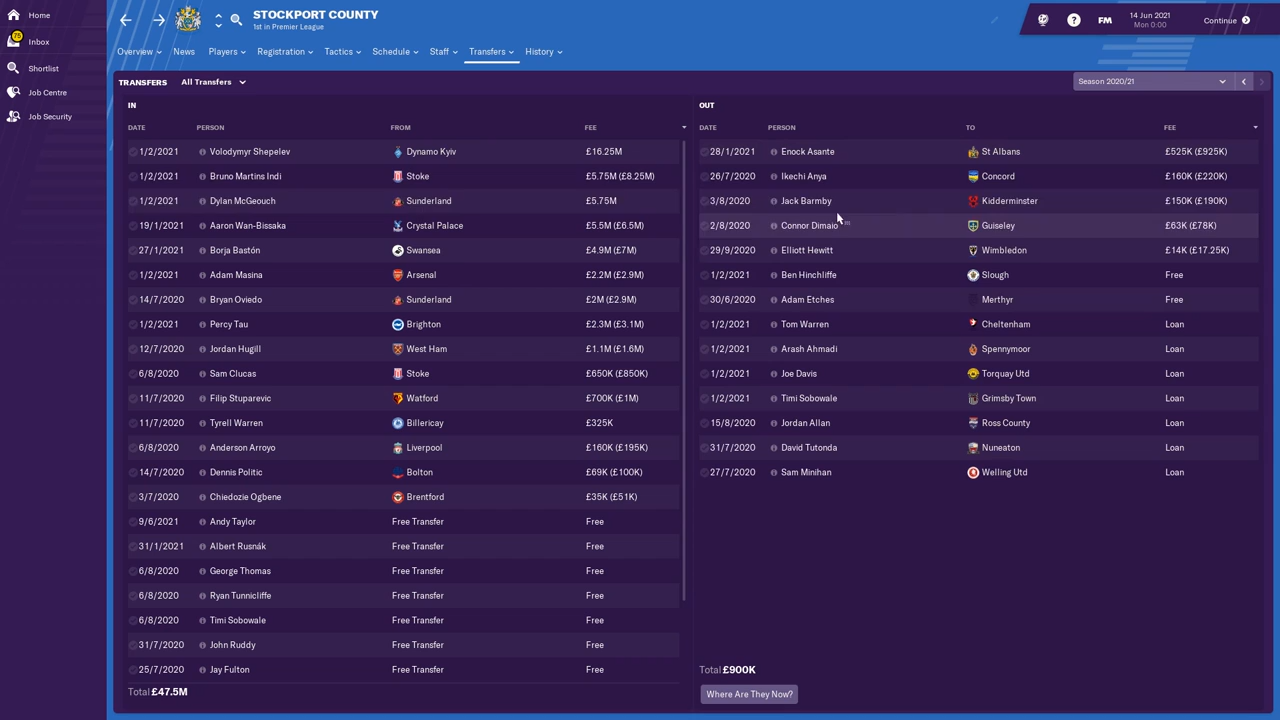 Home
75
Inbox
Shortlist
Job Centre
Job Security
STOCKPORT COUNTY
1st in Premier League
FM
14 Jun 2021
Mon 0:00
Continue
Overview
News
Players
Registration
Tactics
Schedule
Staff
Transfers
History
TRANSFERS All Transfers
Season 2020/21
IN
DATE PERSON FROM FEE
1/2/2021 Volodymyr Shepelev Dynamo Kyiv £16.25M
1/2/2021 Bruno Martins Indi Stoke £5.75M (£8.25M)
1/2/2021 Dylan McGeouch Sunderland £5.75M
19/1/2021 Aaron Wan-Bissaka Crystal Palace £5.5M (£6.5M)
27/1/2021 Borja Bastón Swansea £4.9M (£7M)
1/2/2021 Adam Masina Arsenal £2.2M (£2.9M)
14/7/2020 Bryan Oviedo Sunderland £2M (£2.9M)
1/2/2021 Percy Tau Brighton £2.3M (£3.1M)
12/7/2020 Jordan Hugill West Ham £1.1M (£1.6M)
6/8/2020 Sam Clucas Stoke £650K (£850K)
11/7/2020 Filip Stuparevic Watford £700K (£1M)
11/7/2020 Tyrell Warren Billericay £325K
6/8/2020 Anderson Arroyo Liverpool £160K (£195K)
14/7/2020 Dennis Politic Bolton £69K (£100K)
3/7/2020 Chiedozie Ogbene Brentford £35K (£51K)
9/6/2021 Andy Taylor Free Transfer Free
31/1/2021 Albert Rusnák Free Transfer Free
6/8/2020 George Thomas Free Transfer Free
6/8/2020 Ryan Tunnicliffe Free Transfer Free
6/8/2020 Timi Sobowale Free Transfer Free
31/7/2020 John Ruddy Free Transfer Free
25/7/2020 Jay Fulton Free Transfer Free
Total £47.5M
OUT
DATE PERSON TO FEE
28/1/2021 Enock Asante St Albans £525K (£925K)
26/7/2020 Ikechi Anya Concord £160K (£220K)
3/8/2020 Jack Barmby Kidderminster £150K (£190K)
2/8/2020 Connor Dimaio Guiseley £63K (£78K)
29/9/2020 Elliott Hewitt Wimbledon £14K (£17.25K)
1/2/2021 Ben Hinchliffe Slough Free
30/6/2020 Adam Etches Merthyr Free
1/2/2021 Tom Warren Cheltenham Loan
1/2/2021 Arash Ahmadi Spennymoor Loan
1/2/2021 Joe Davis Torquay Utd Loan
1/2/2021 Timi Sobowale Grimsby Town Loan
15/8/2020 Jordan Allan Ross County Loan
31/7/2020 David Tutonda Nuneaton Loan
27/7/2020 Sam Minihan Welling Utd Loan
Total £900K
Where Are They Now?